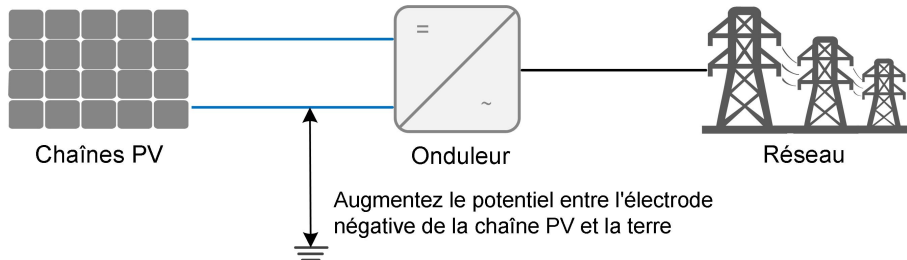 =
~
Chaînes PV
Onduleur
Réseau
Augmentez le potentiel entre l'électrode
négative de la chaîne PV et la terre